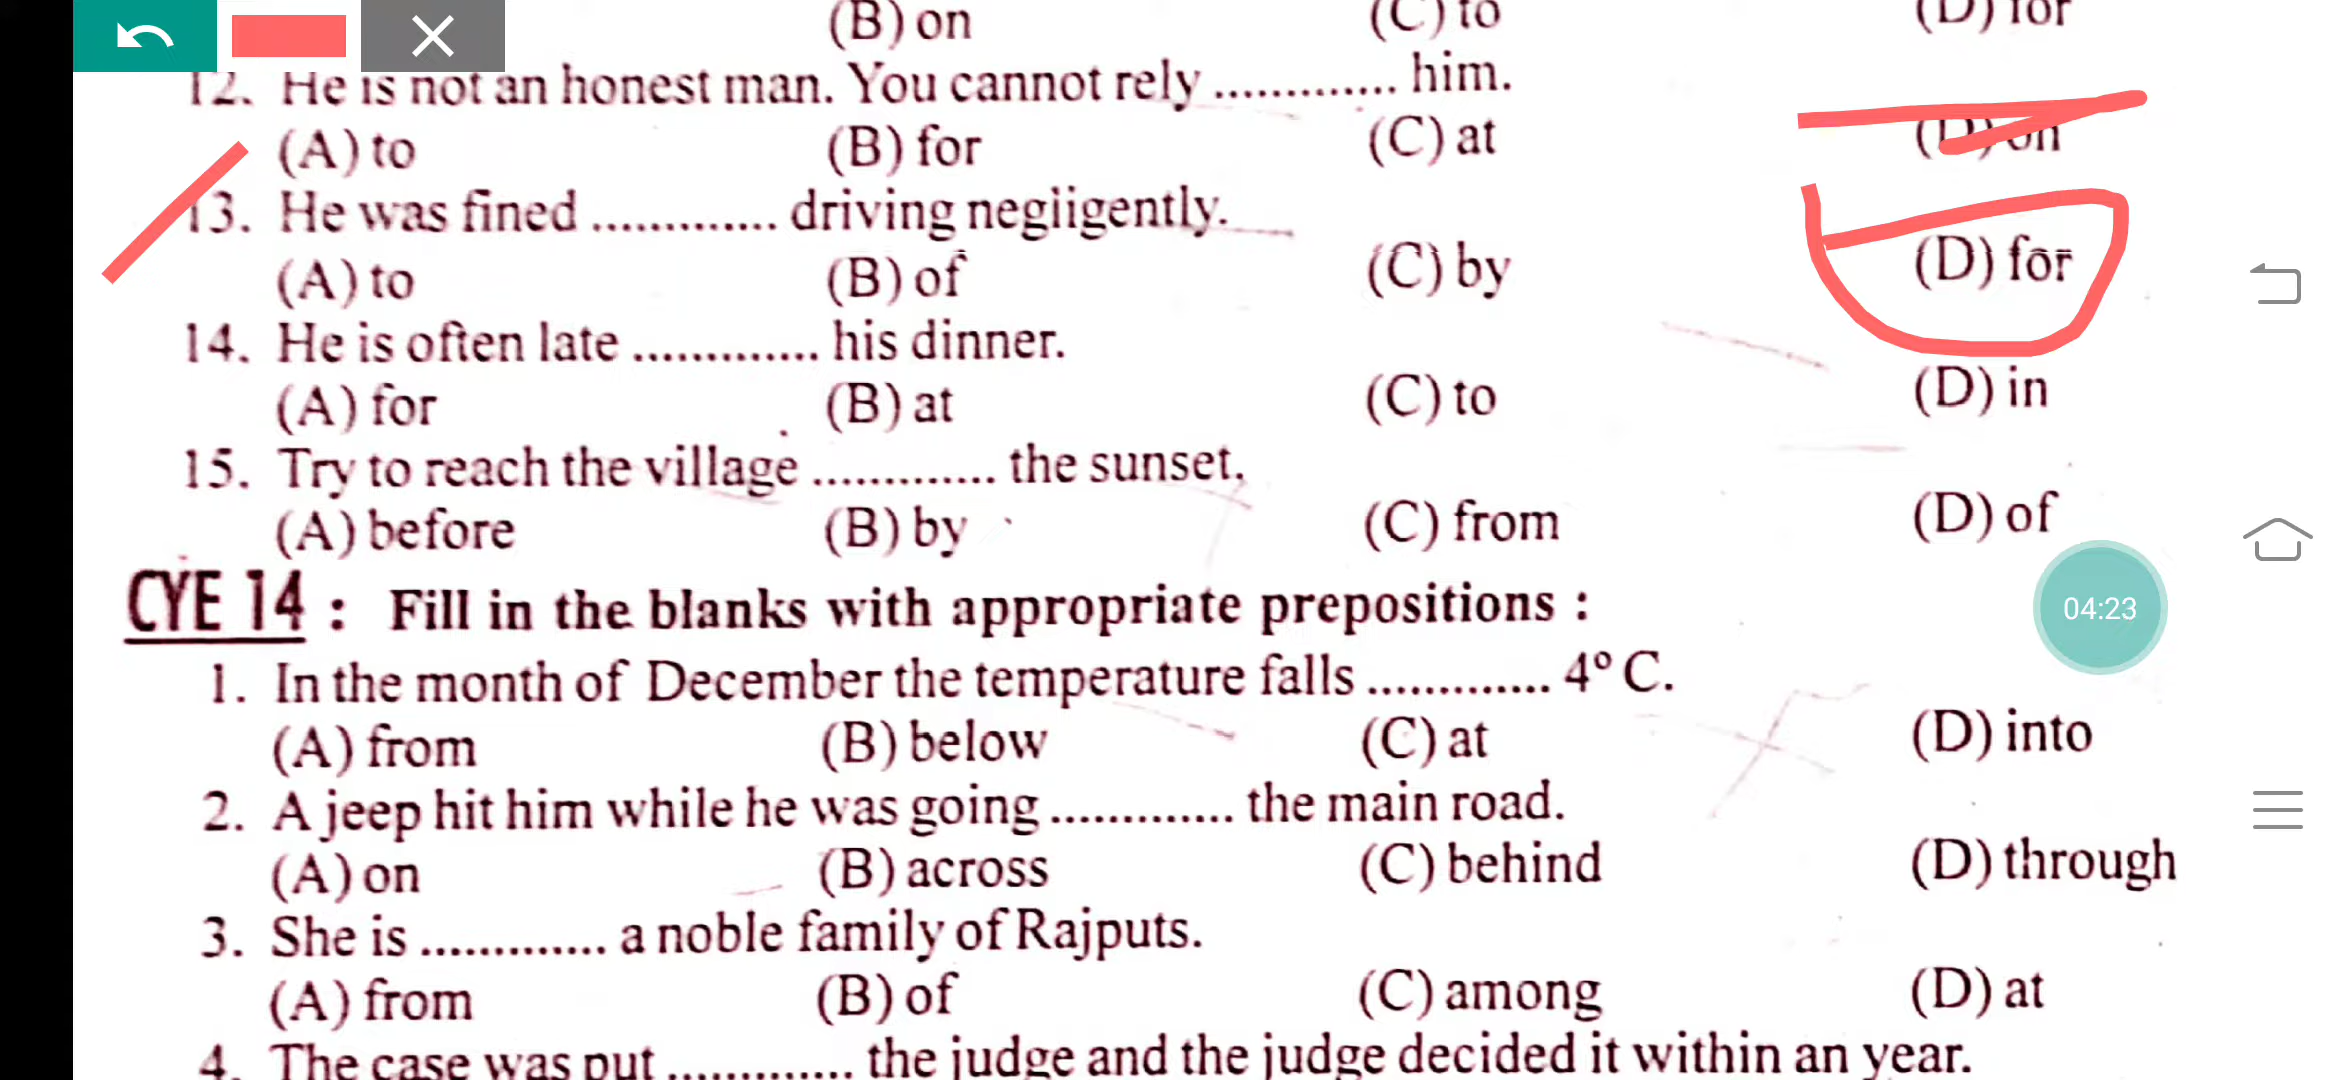 (B) on (C) to (D) for
12. He is not an honest man. You cannot rely ............. him.
(A) to (B) for (C) at (D) on
13. He was fined ............. driving negligently.
(A) to (B) of (C) by (D) for
14. He is often late ............. his dinner.
(A) for (B) at (C) to (D) in
15. Try to reach the village ............. the sunset.
(A) before (B) by (C) from (D) of
CYE 14 : Fill in the blanks with appropriate prepositions :
04:23
1. In the month of December the temperature falls ............. 4º C.
(A) from (B) below (C) at (D) into
2. A jeep hit him while he was going ............. the main road.
(A) on (B) across (C) behind (D) through
3. She is ............. a noble family of Rajputs.
(A) from (B) of (C) among (D) at
4. The case was put ............. the judge and the judge decided it within an year.